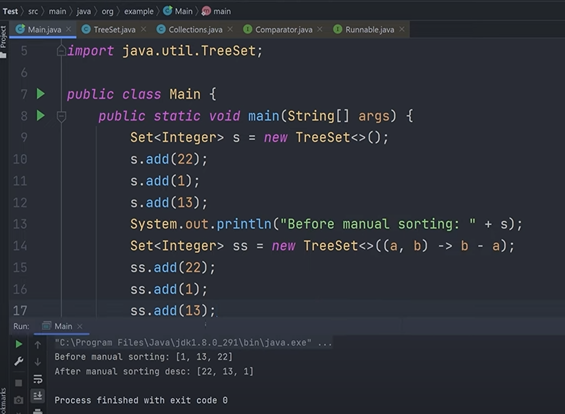 Test src main java org example Main main
Main.java TreeSet.java Collections.java Comparator.java Runnable.java
Project
5 import java.util.TreeSet;
6
7 public class Main {
8 public static void main(String[] args) {
9 Set<Integer> s = new TreeSet<>();
10 s.add(22);
11 s.add(1);
12 s.add(13);
13 System.out.println("Before manual sorting: " + s);
14 Set<Integer> ss = new TreeSet<>((a, b) -> b - a);
15 ss.add(22);
16 ss.add(1);
17 ss.add(13);
Run: Main
"C:\Program Files\Java\jdk1.8.0_291\bin\java.exe" ...
Before manual sorting: [1, 13, 22]
After manual sorting desc: [22, 13, 1]
Process finished with exit code 0